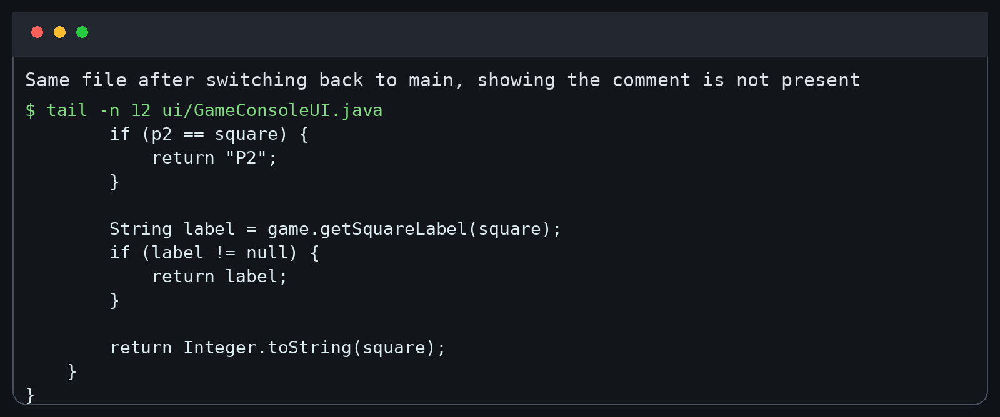 Same file after switching back to main, showing the comment is not present
$ tail -n 12 ui/GameConsoleUI.java
        if (p2 == square) {
            return "P2";
        }

        String label = game.getSquareLabel(square);
        if (label != null) {
            return label;
        }

        return Integer.toString(square);
    }
}